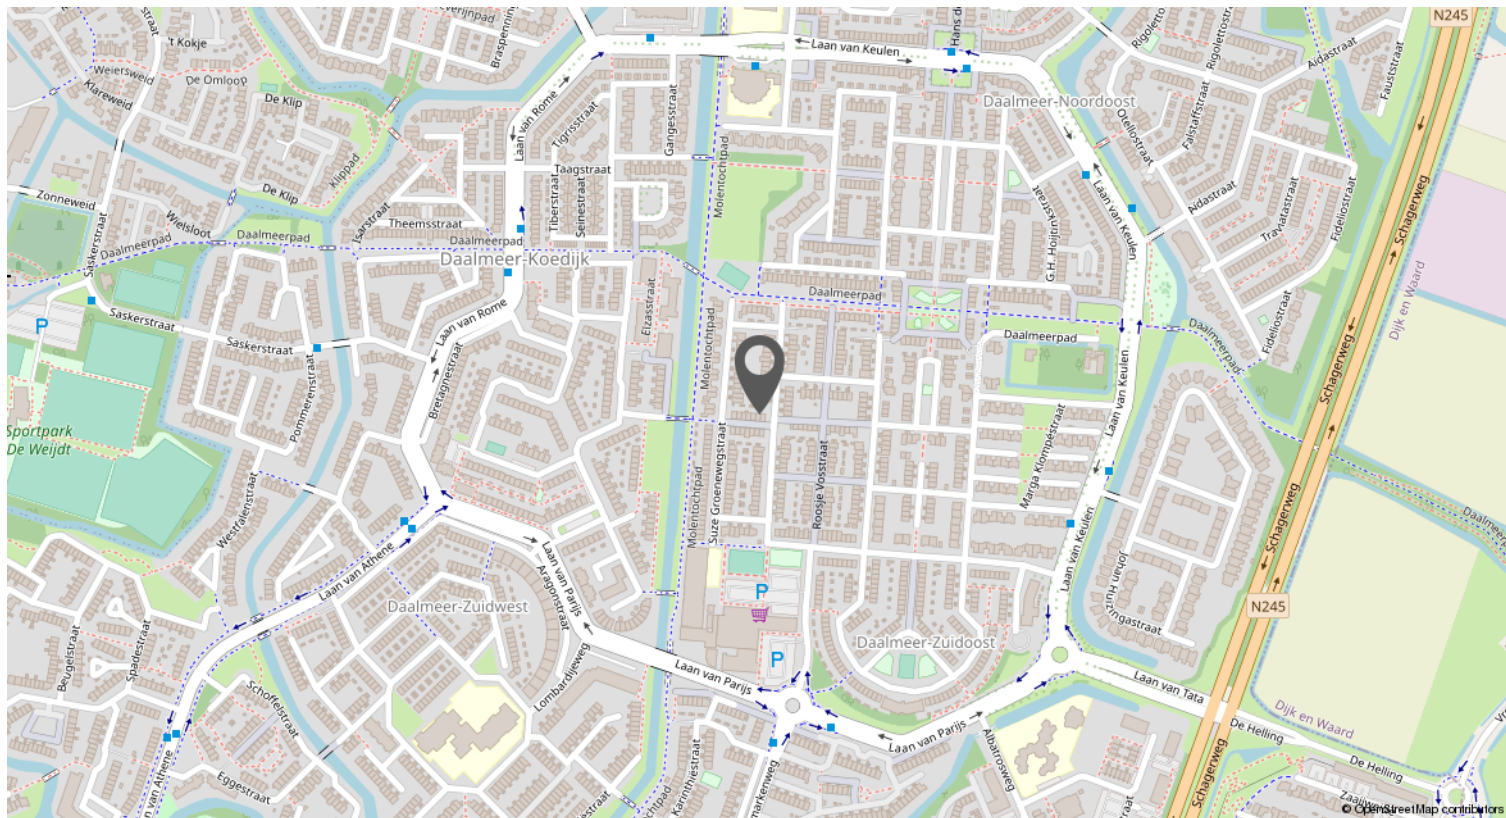 N245
't Kokje
Weiersweid
De Omloop
De Klip
Klareweid
Laan van Keulen
Rigoletto
Rigolettostraat
Aidastraat
Fauststraat
Daalmeer-Noordoost
Laan van Rome
Tigrisstraat
Gangesstraat
Otellostraat
Falstaffstraat
Klippad
Taagstraat
Molentochtpad
De Klip
Zonneweid
Wielsloot
Isarstraat
Theemsstraat
Tiberstraat
Seinestraat
G.H. Hoijtinkstraat
Laan van Keulen
Aidastraat
Traviatastraat
Fideliostraat
Schagerweg
Saskerstraat
Daalmeerpad
Daalmeerpad
Daalmeerpad
Daalmeer-Koedijk
Dijk en Waard
Elzasstraat
Daalmeerpad
Saskerstraat
P
Laan van Rome
Molentochtpad
Daalmeerpad
Daalmeerpad
Fideliostraat
Saskerstraat
Bretagnestraat
Pommerenstraat
Laan van Keulen
Schagerweg
Sportpark
De Weijdt
Suze Groenewegstraat
Roosje Vosstraat
Marga Klompéstraat
Westfalenstraat
Molentochtpad
Schagerweg
Laan van Athene
Laan van Parijs
Aragonstraat
Laan van Keulen
Johan Huizingastraat
P
N245
Daalmeer-Zuidwest
Daalmeer-Zuidoost
Beugelstraat
Spadestraat
Lombardijeweg
P
Laan van Parijs
Laan van Tata
Schoffelstraat
Dijk en Waard
De Helling
Laan van Parijs
Albatrosweg
Eggestraat
Karinthiëstraat
De Helling
Schagerweg
© OpenStreetMap contributors